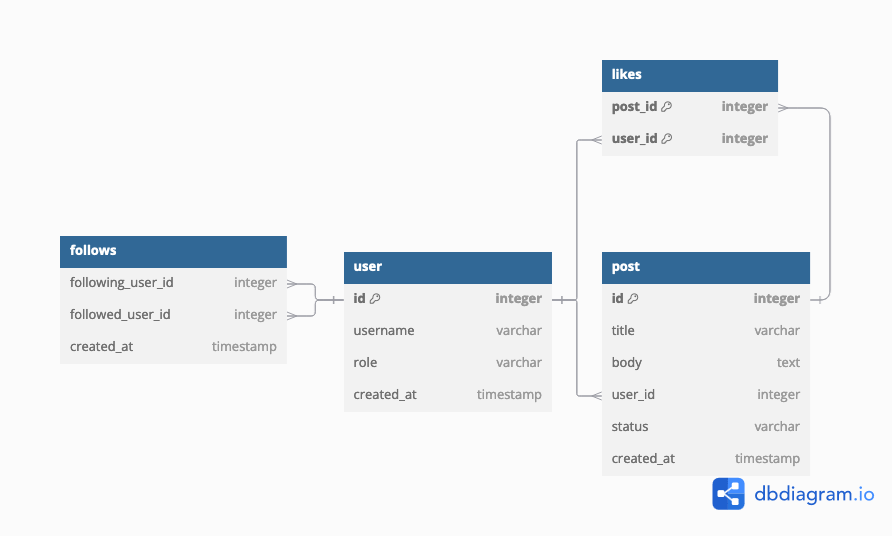 likes
post_id integer
user_id integer
follows
following_user_id integer
followed_user_id integer
created_at timestamp
user
id integer
username varchar
role varchar
created_at timestamp
post
id integer
title varchar
body text
user_id integer
status varchar
created_at timestamp
dbdiagram.io